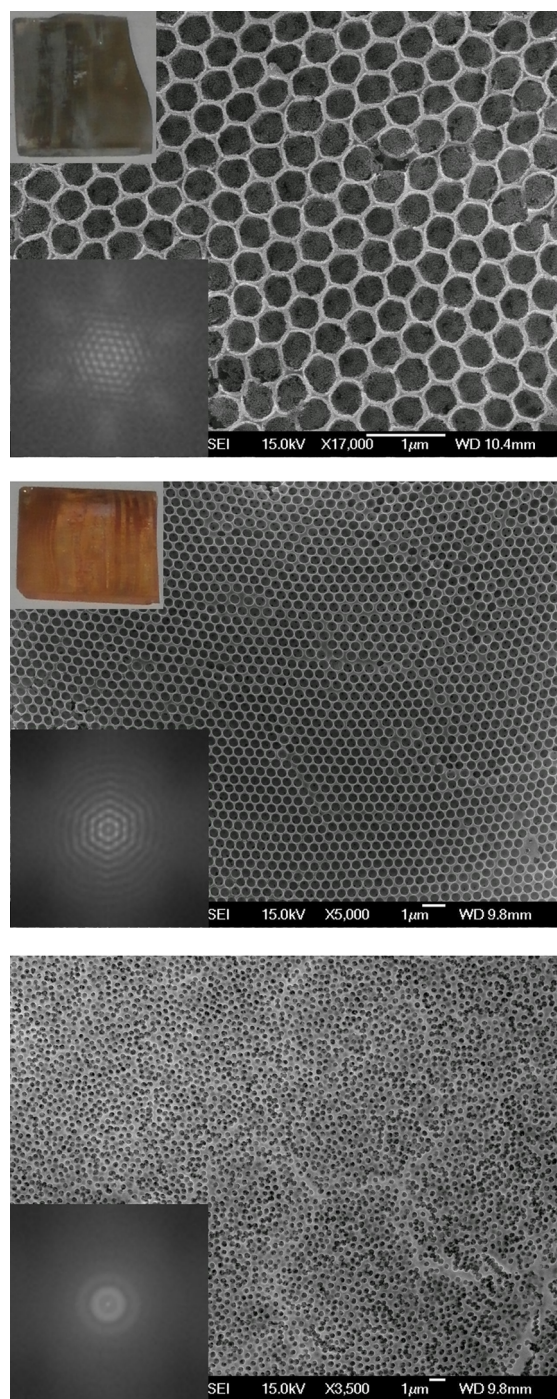 SEI 15.0kV X17,000 1μm WD 10.4mm
SEI 15.0kV X5,000 1μm WD 9.8mm
SEI 15.0kV X3,500 1μm WD 9.8mm